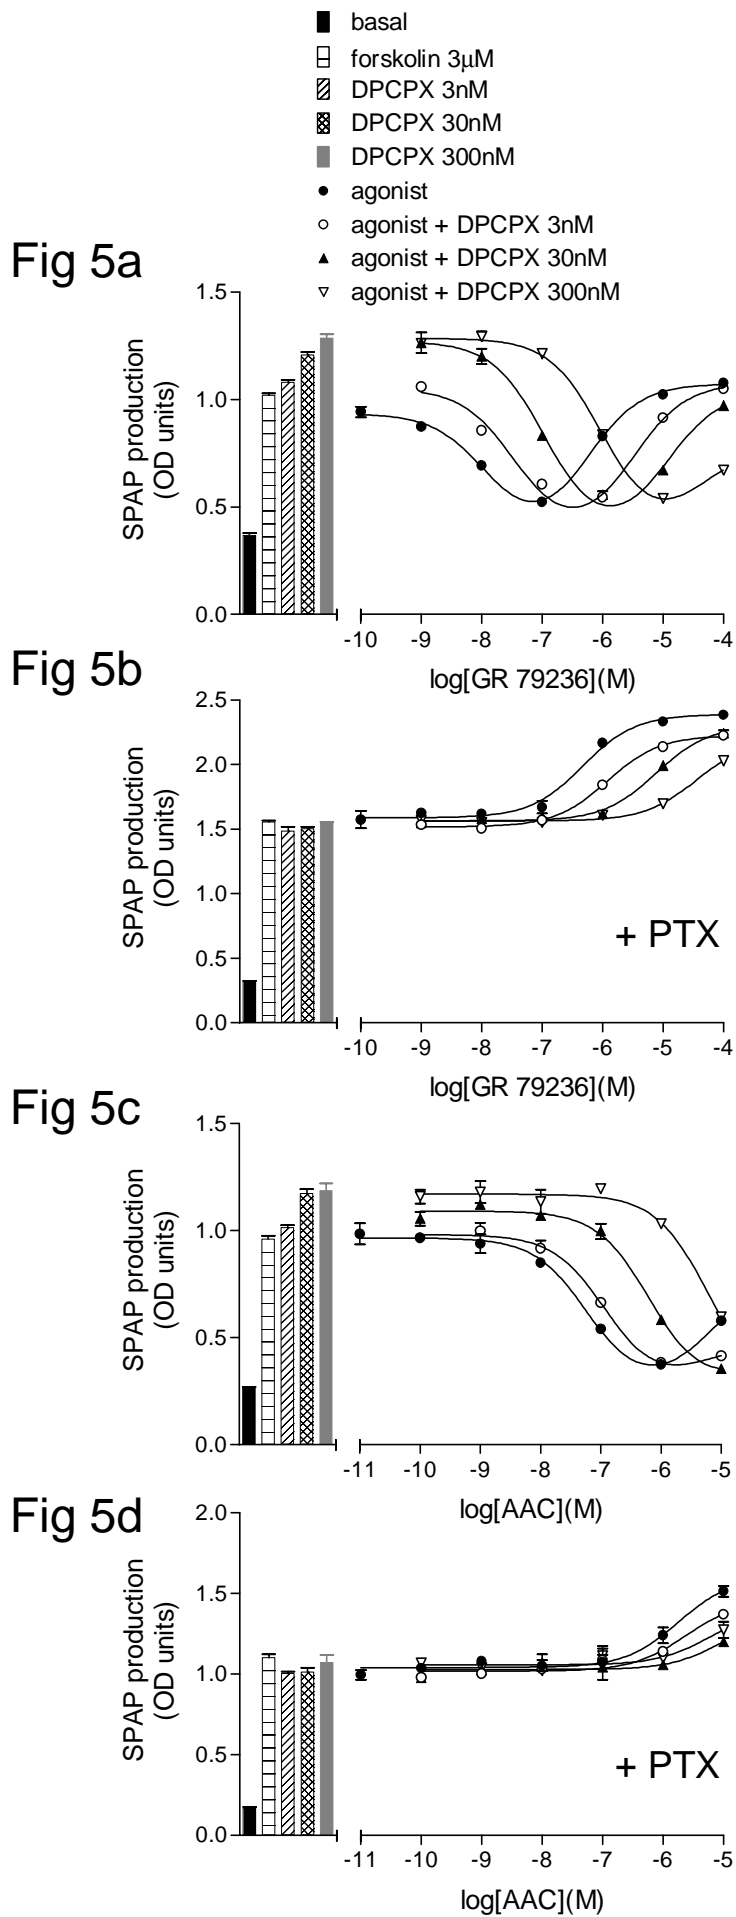 basal
forskolin 3μM
DPCPX 3nM
DPCPX 30nM
DPCPX 300nM
agonist
agonist + DPCPX 3nM
agonist + DPCPX 30nM
agonist + DPCPX 300nM
Fig 5a
SPAP production
(OD units)
1.5
1.0
0.5
0.0
-10 -9 -8 -7 -6 -5 -4
log[GR 79236](M)
Fig 5b
SPAP production
(OD units)
2.5
2.0
1.5
1.0
0.5
0.0
+ PTX
-10 -9 -8 -7 -6 -5 -4
log[GR 79236](M)
Fig 5c
SPAP production
(OD units)
1.5
1.0
0.5
0.0
-11 -10 -9 -8 -7 -6 -5
log[AAC](M)
Fig 5d
SPAP production
(OD units)
2.0
1.5
1.0
0.5
0.0
+ PTX
-11 -10 -9 -8 -7 -6 -5
log[AAC](M)